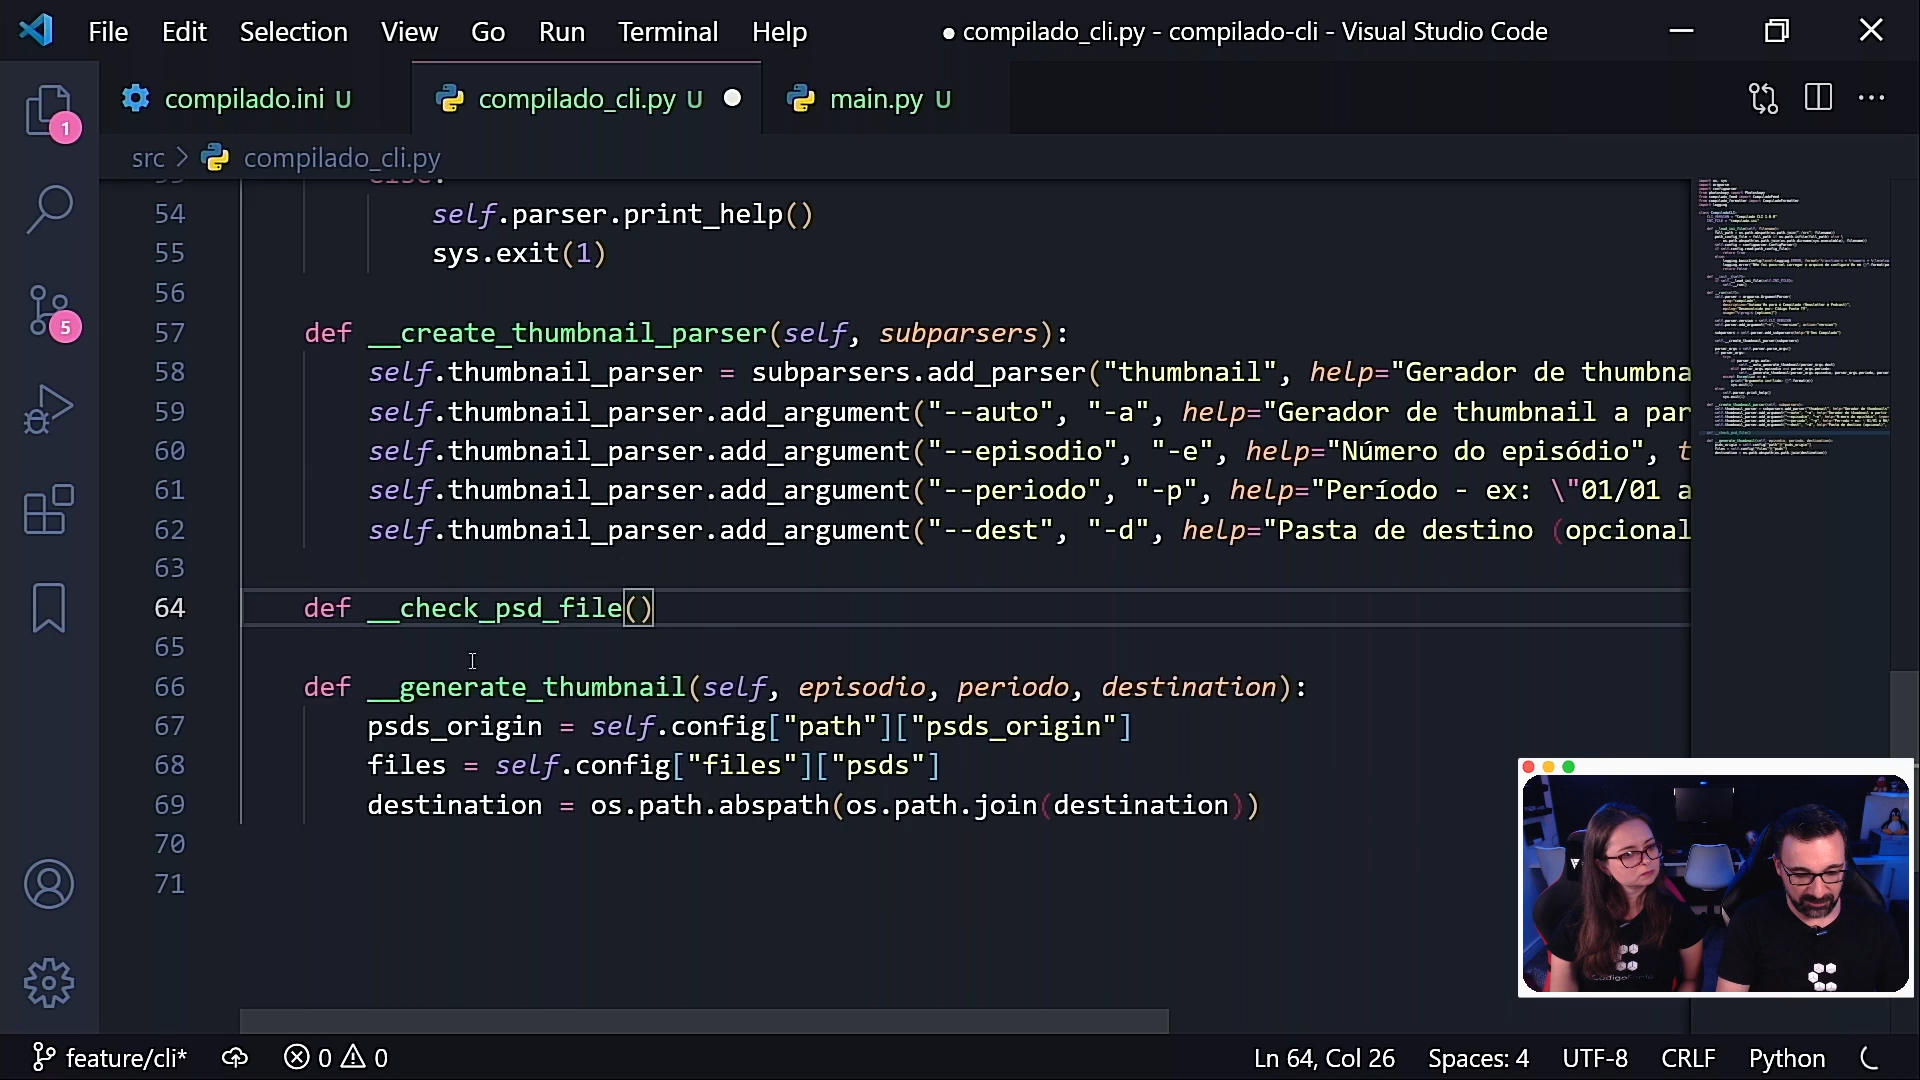 File Edit Selection View Go Run Terminal Help
● compilado_cli.py - compilado-cli - Visual Studio Code
compilado.ini U
compilado_cli.py U
main.py U
src > compilado_cli.py
1
5
54 self.parser.print_help()
55 sys.exit(1)
56
57 def __create_thumbnail_parser(self, subparsers):
58 self.thumbnail_parser = subparsers.add_parser("thumbnail", help="Gerador de thumbna
59 self.thumbnail_parser.add_argument("--auto", "-a", help="Gerador de thumbnail a par
60 self.thumbnail_parser.add_argument("--episodio", "-e", help="Número do episódio", t
61 self.thumbnail_parser.add_argument("--periodo", "-p", help="Período - ex: \"01/01 a
62 self.thumbnail_parser.add_argument("--dest", "-d", help="Pasta de destino (opcional
63
64 def __check_psd_file()
65
66 def __generate_thumbnail(self, episodio, periodo, destination):
67 psds_origin = self.config["path"]["psds_origin"]
68 files = self.config["files"]["psds"]
69 destination = os.path.abspath(os.path.join(destination))
70
71
feature/cli* 0 0 Ln 64, Col 26 Spaces: 4 UTF-8 CRLF Python